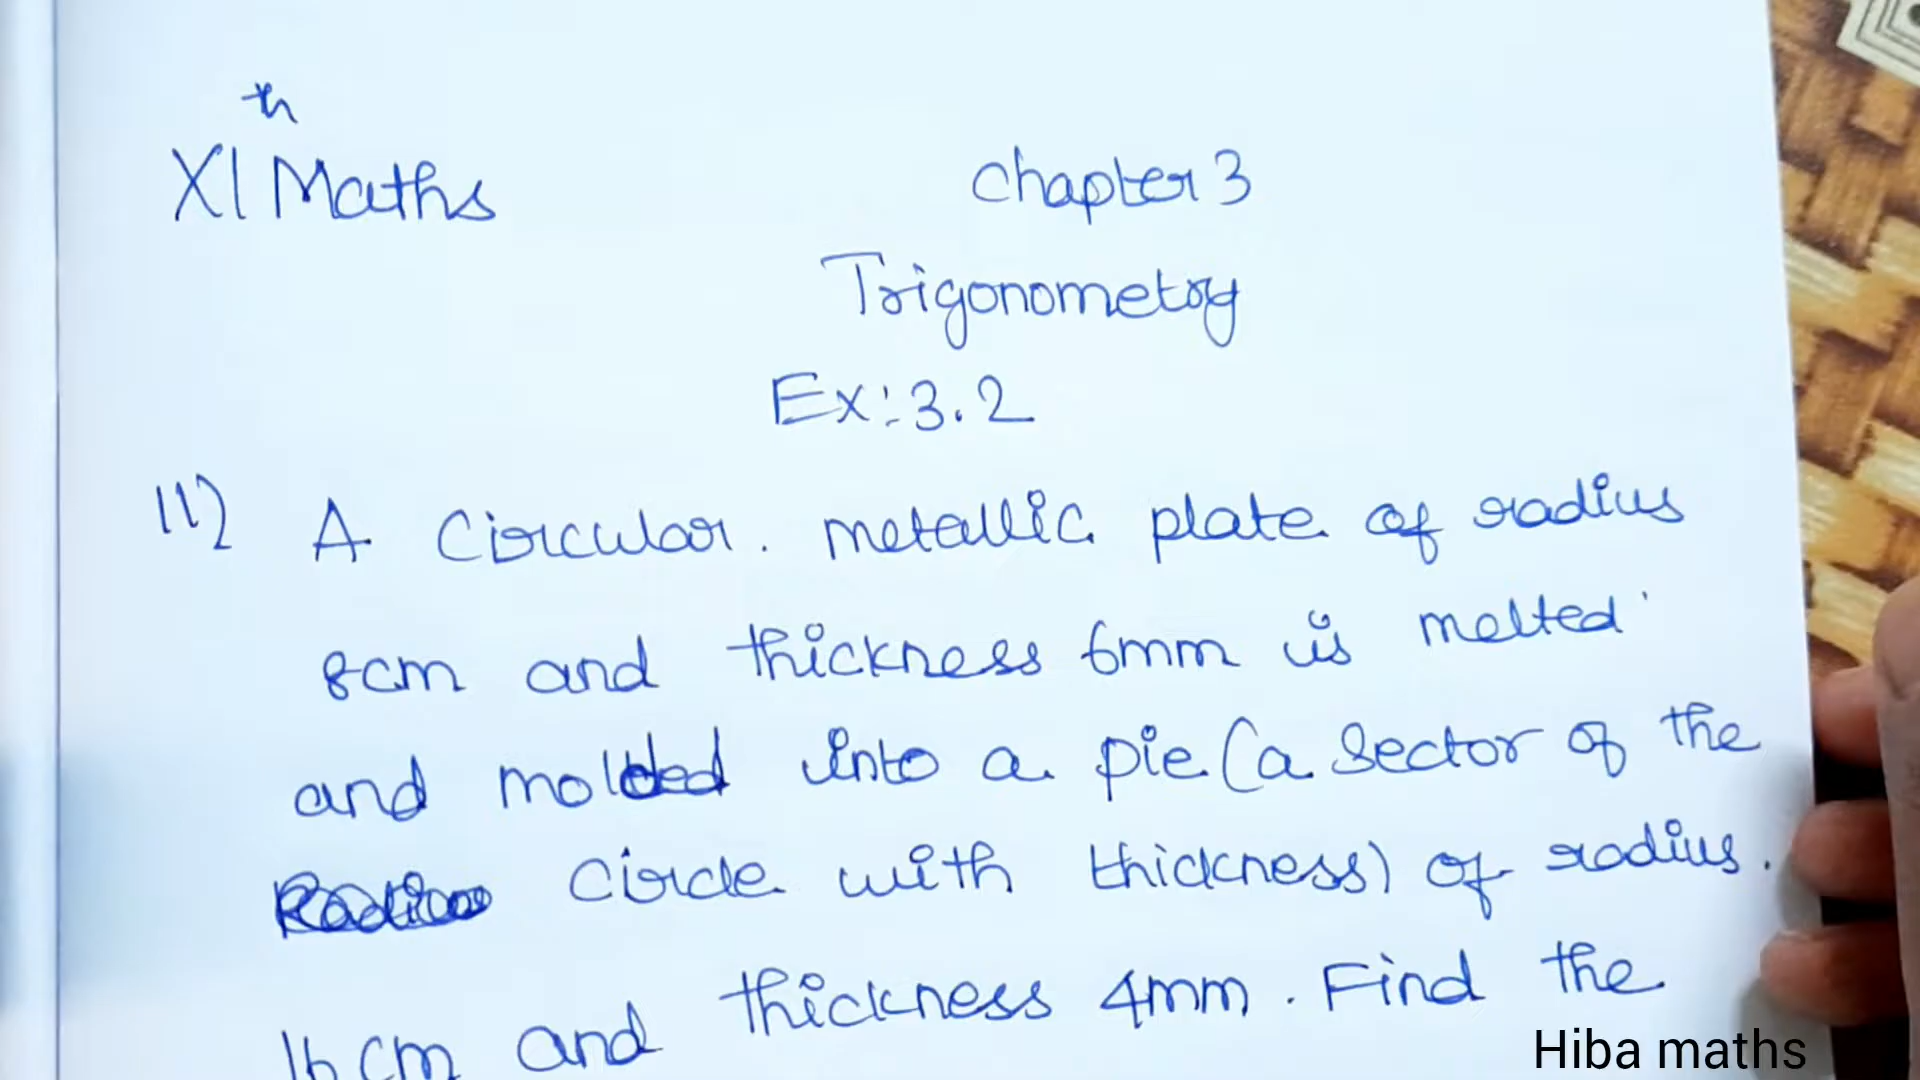 th
XI Maths
Chapter 3
Trigonometry
Ex:3.2
11) A Circular. metallic plate of radius
8cm and thickness 6mm is melted
and molded into a pie (a Sector of the
Circle with thickness) of radius.
16 cm and thickness 4mm. Find the
Hiba maths